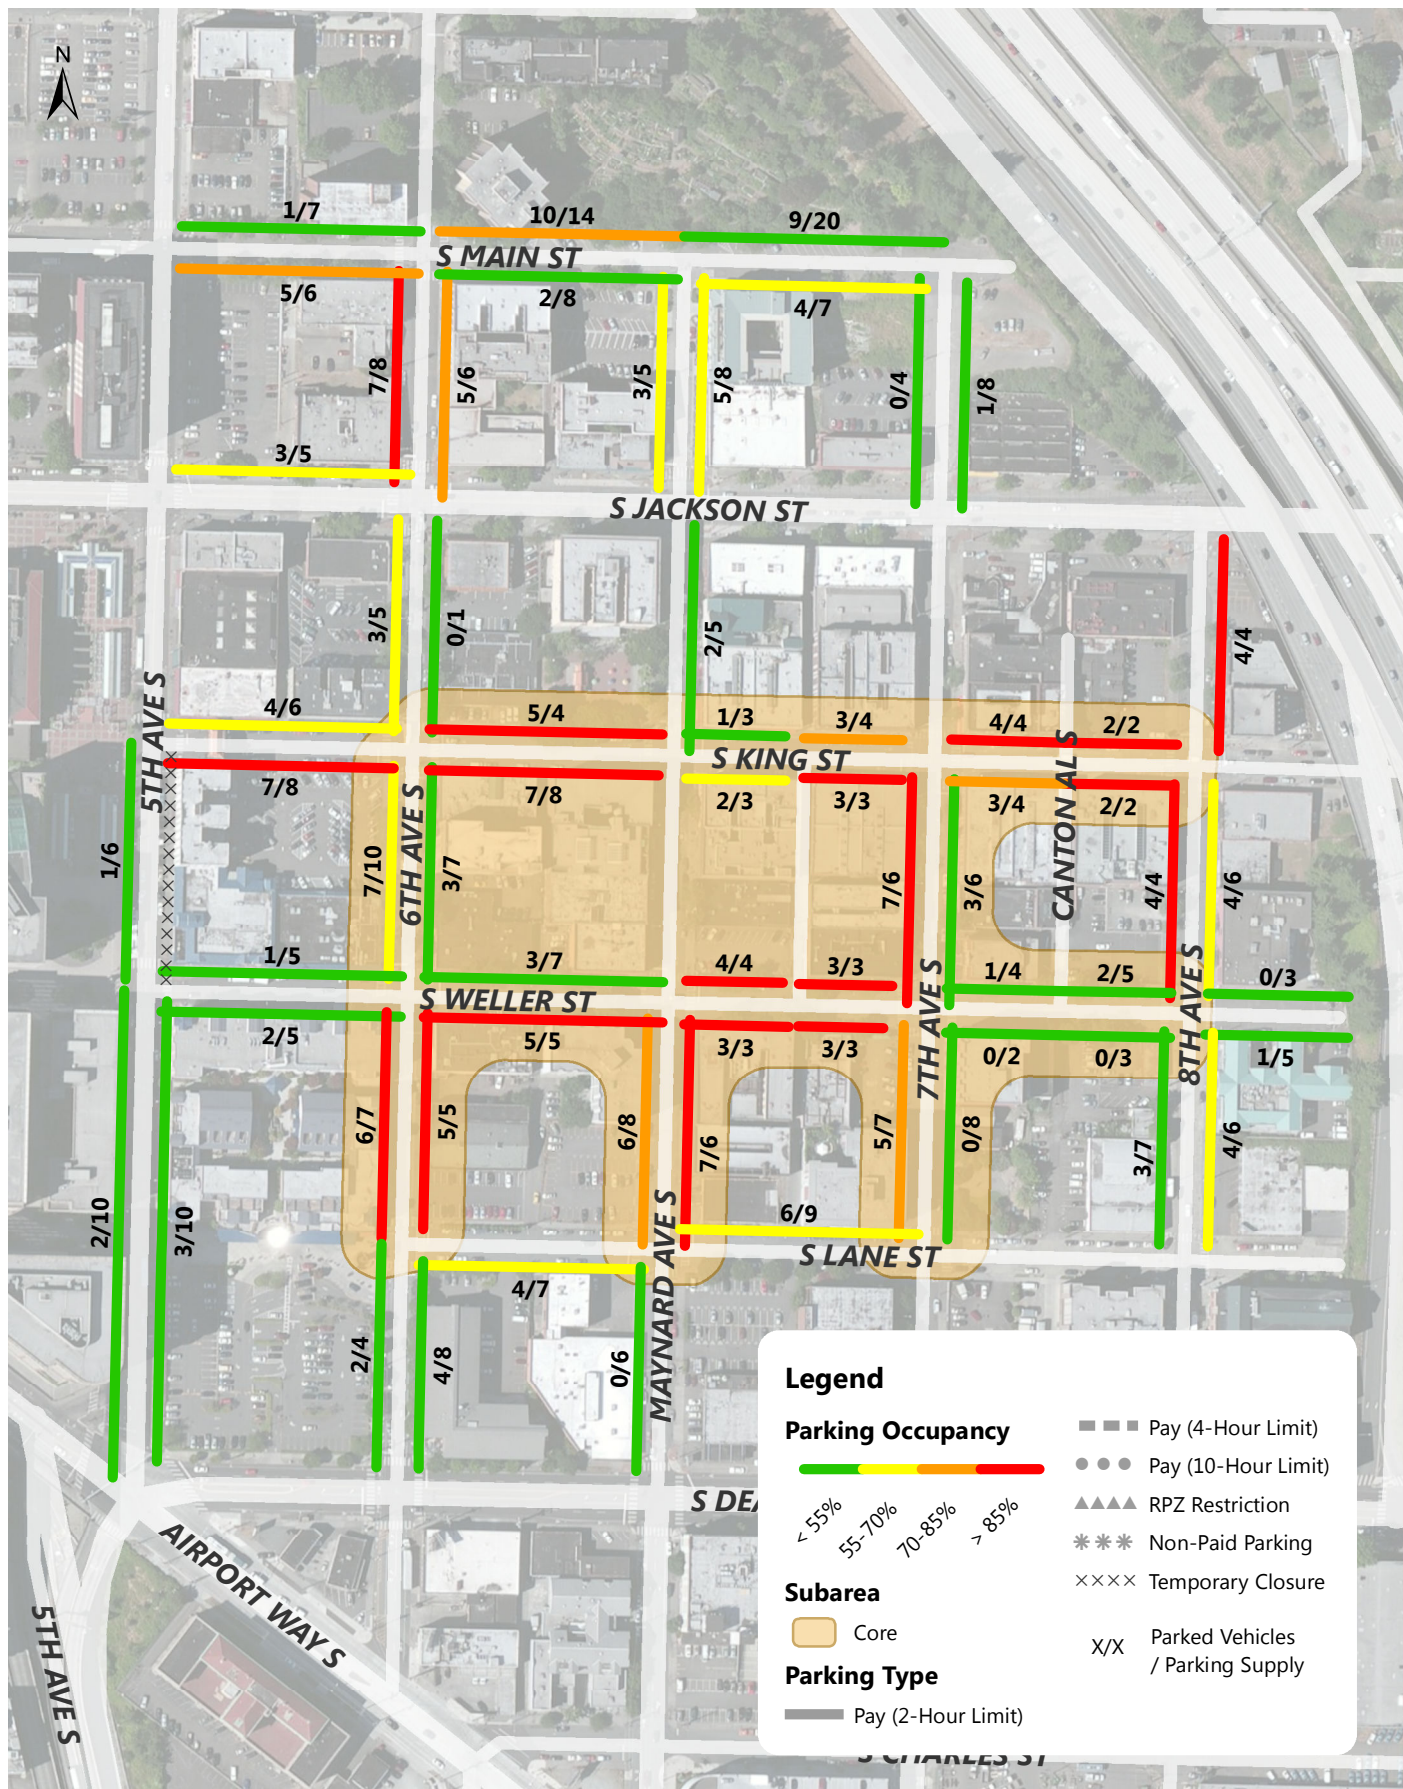 N
1/7
10/14
9/20
S MAIN ST
5/6
2/8
4/7
7/8
5/6
3/5
5/8
0/4
1/8
3/5
S JACKSON ST
3/5
0/1
2/5
4/4
5TH AVE S
4/6
5/4
1/3
3/4
4/4
2/2
S KING ST
7/8
7/8
2/3
3/3
3/4
2/2
CANTON AL S
1/6
7/10
6TH AVE S
3/7
7/6
3/6
4/4
4/6
1/5
3/7
4/4
3/3
1/4
2/5
0/3
S WELLER ST
7TH AVE S
8TH AVE S
2/5
5/5
3/3
3/3
0/2
0/3
1/5
6/7
5/5
6/8
7/6
5/7
0/8
3/7
4/6
2/10
3/10
6/9
S LANE ST
MAYNARD AVE S
4/7
2/4
4/8
0/6
S DEA
AIRPORT WAY S
5TH AVE S
Legend
Parking Occupancy
< 55%
55-70%
70-85%
> 85%
Subarea
Core
Parking Type
Pay (2-Hour Limit)
Pay (4-Hour Limit)
Pay (10-Hour Limit)
RPZ Restriction
Non-Paid Parking
Temporary Closure
X/X
Parked Vehicles
/ Parking Supply
S CHARLES ST